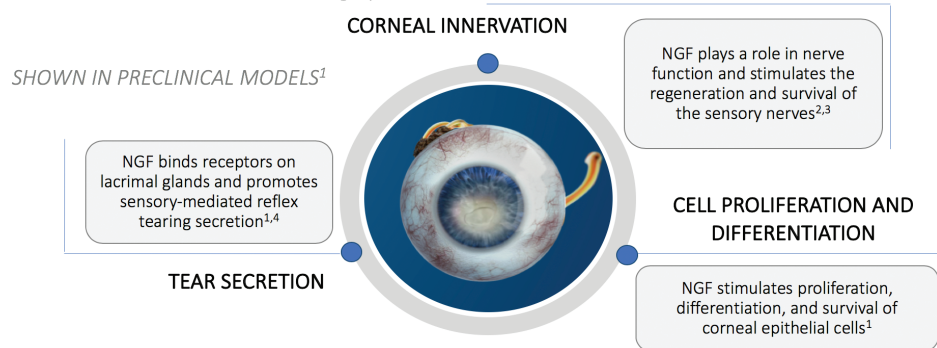 CORNEAL INNERVATION
SHOWN IN PRECLINICAL MODELS1
NGF plays a role in nerve
function and stimulates the
regeneration and survival of
the sensory nerves2,3
NGF binds receptors on
lacrimal glands and promotes
sensory-mediated reflex
tearing secretion1,4
TEAR SECRETION
CELL PROLIFERATION AND
DIFFERENTIATION
NGF stimulates proliferation,
differentiation, and survival of
corneal epithelial cells1